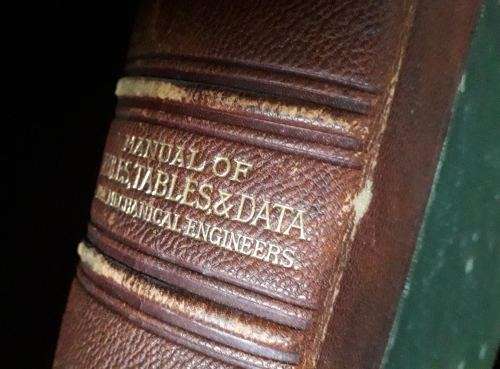 MANUAL OF
TABLES, & DATA
MECHANICAL ENGINEERS.